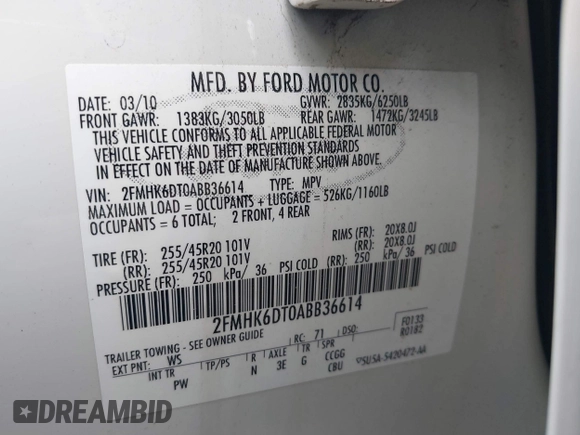 MFD. BY FORD MOTOR CO.
DATE: 03/10 GVWR: 2835KG/6250LB
FRONT GAWR: 1383KG/3050LB REAR GAWR: 1472KG/3245LB
THIS VEHICLE CONFORMS TO ALL APPLICABLE FEDERAL MOTOR
VEHICLE SAFETY AND THEFT PREVENTION STANDARDS
IN EFFECT ON THE DATE OF MANUFACTURE SHOWN ABOVE.
VIN: 2FMHK6DT0ABB36614 TYPE: MPV
MAXIMUM LOAD = OCCUPANTS + LUGGAGE = 526KG/1160LB
OCCUPANTS = 6 TOTAL; 2 FRONT, 4 REAR
TIRE (FR): 255/45R20 101V RIMS (FR): 20X8.0J
(RR): 255/45R20 101V (RR): 20X8.0J
PRESSURE (FR): 250 kPa/ 36 PSI COLD (RR): 250 kPa/ 36 PSI COLD
2FMHK6DT0ABB36614
TRAILER TOWING - SEE OWNER GUIDE RC: 71 DSO: F0133
EXT PNT: WS R0182
INT TR TP/PS R AXLE TR SPR
PW N 3E G CCGG
CBU 5U5A-5420472-AA
DREAMBID